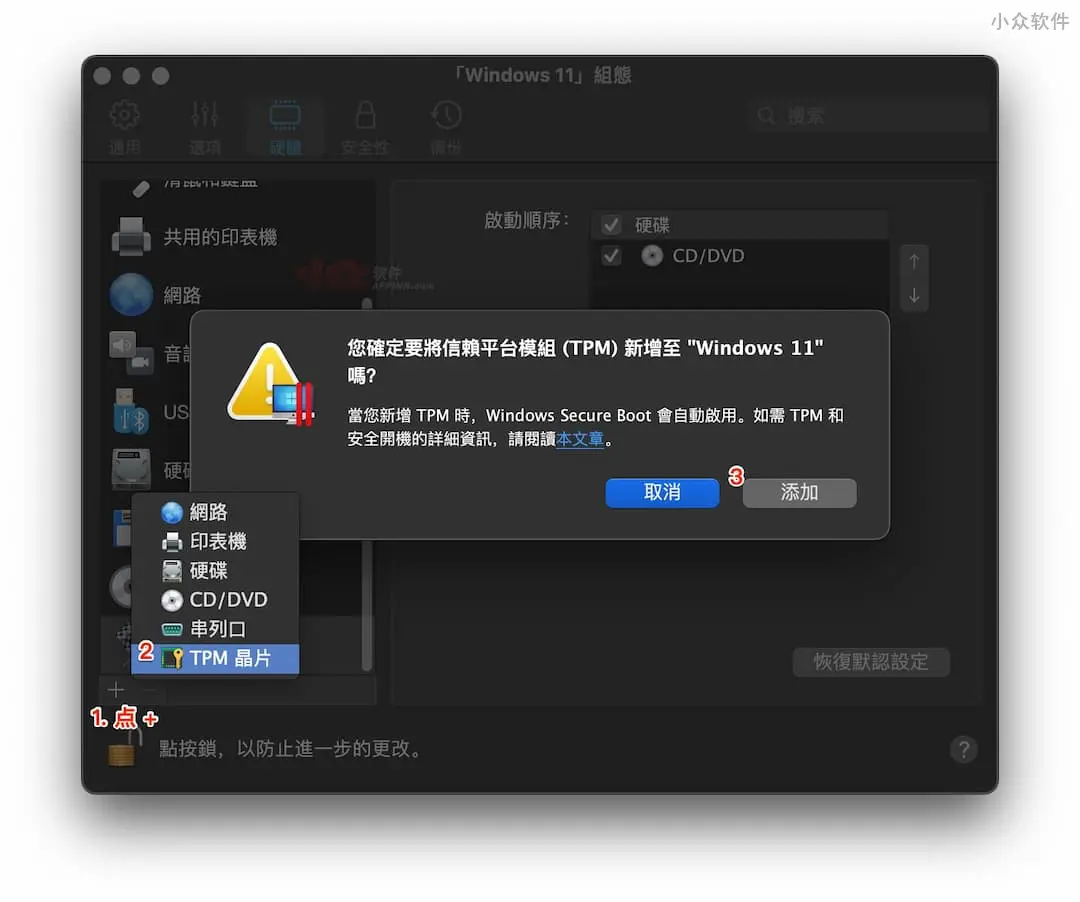 小众软件
「Windows 11」組態
通用
選項
硬體
安全性
備份
搜索
滑鼠和鍵盤
共用的印表機
網路
音訊
US
硬碟
啟動順序：
硬碟
CD/DVD
软件
APPINN.com
您確定要將信賴平台模組 (TPM) 新增至 "Windows 11"
嗎?
當您新增 TPM 時，Windows Secure Boot 會自動啟用。如需 TPM 和
安全開機的詳細資訊，請閱讀本文章。
取消
3
添加
網路
印表機
硬碟
CD/DVD
串列口
2
TPM 晶片
恢復默認設定
1. 点 +
點按鎖，以防止進一步的更改。
?